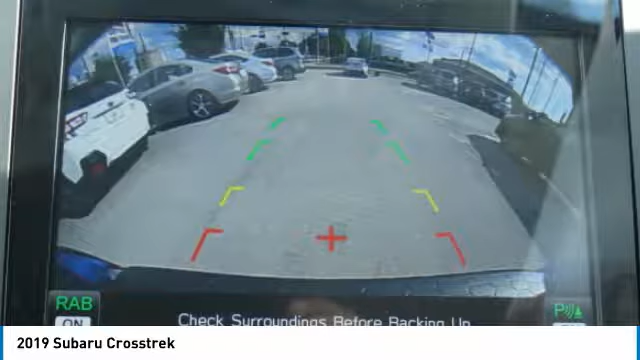 RAB
ON
Check Surroundings Before Backing Up
P
2019 Subaru Crosstrek